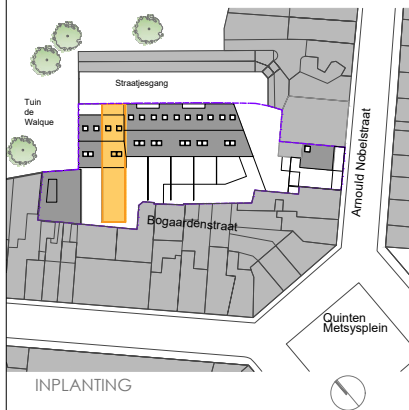 Straatjesgang
Tuin
de
Walque
Arnould Nobelstraat
Bogaardenstraat
Quinten
Metsysplein
INPLANTING